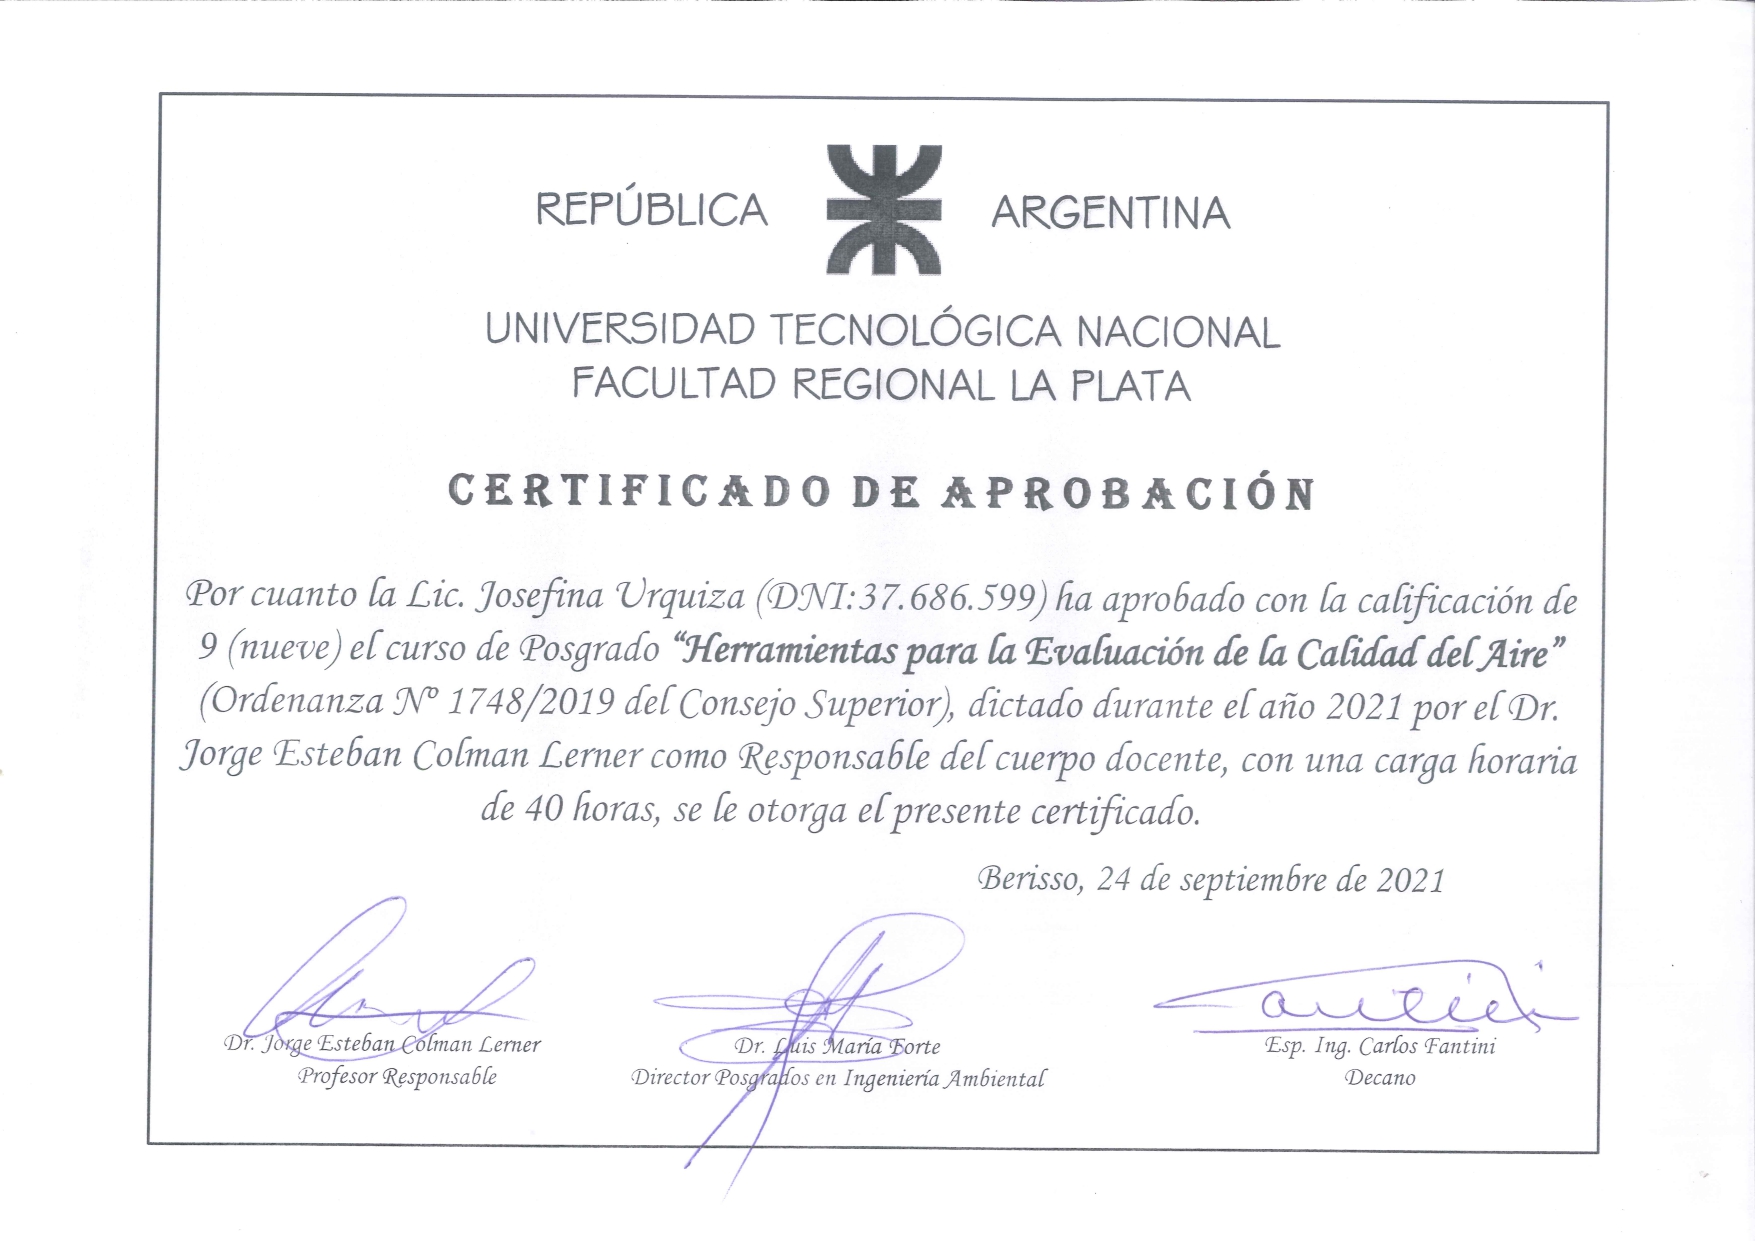 REPÚBLICA ARGENTINA
UNIVERSIDAD TECNOLÓGICA NACIONAL
FACULTAD REGIONAL LA PLATA
CERTIFICADO DE APROBACIÓN
Por cuanto la Lic. Josefina Urquiza (DNI:37.686.599) ha aprobado con la calificación de
9 (nueve) el curso de Posgrado “Herramientas para la Evaluación de la Calidad del Aire”
(Ordenanza Nº 1748/2019 del Consejo Superior), dictado durante el año 2021 por el Dr.
Jorge Esteban Colman Lerner como Responsable del cuerpo docente, con una carga horaria
de 40 horas, se le otorga el presente certificado.
Berisso, 24 de septiembre de 2021
Dr. Jorge Esteban Colman Lerner
Profesor Responsable
Dr. Luis María Forte
Director Posgrados en Ingeniería Ambiental
Esp. Ing. Carlos Fantini
Decano